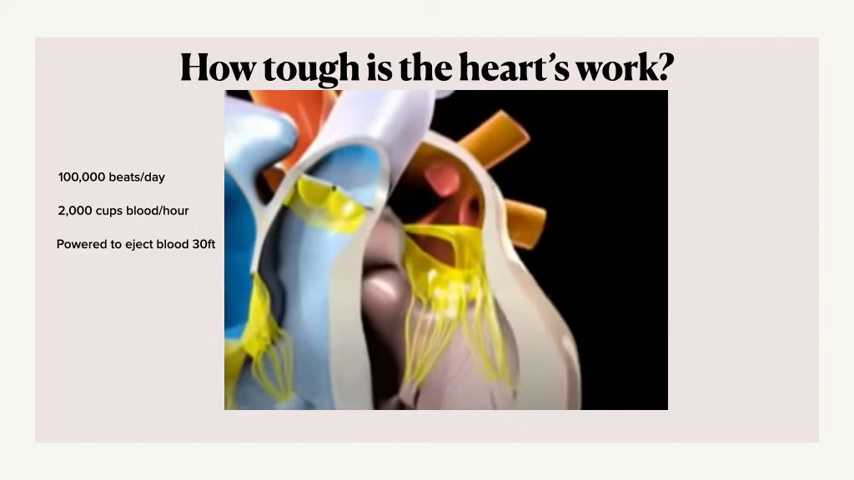 How tough is the heart’s work?
100,000 beats/day
2,000 cups blood/hour
Powered to eject blood 30ft